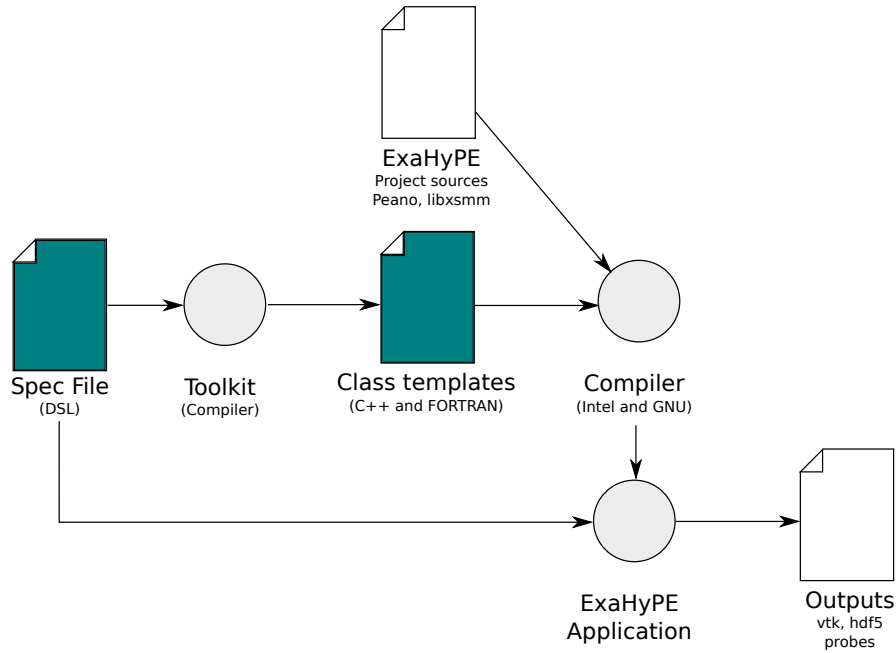 ExaHyPE
Project sources
Peano, libxsmm
Spec File
(DSL)
Toolkit
(Compiler)
Class templates
(C++ and FORTRAN)
Compiler
(Intel and GNU)
ExaHyPE
Application
Outputs
vtk, hdf5
probes